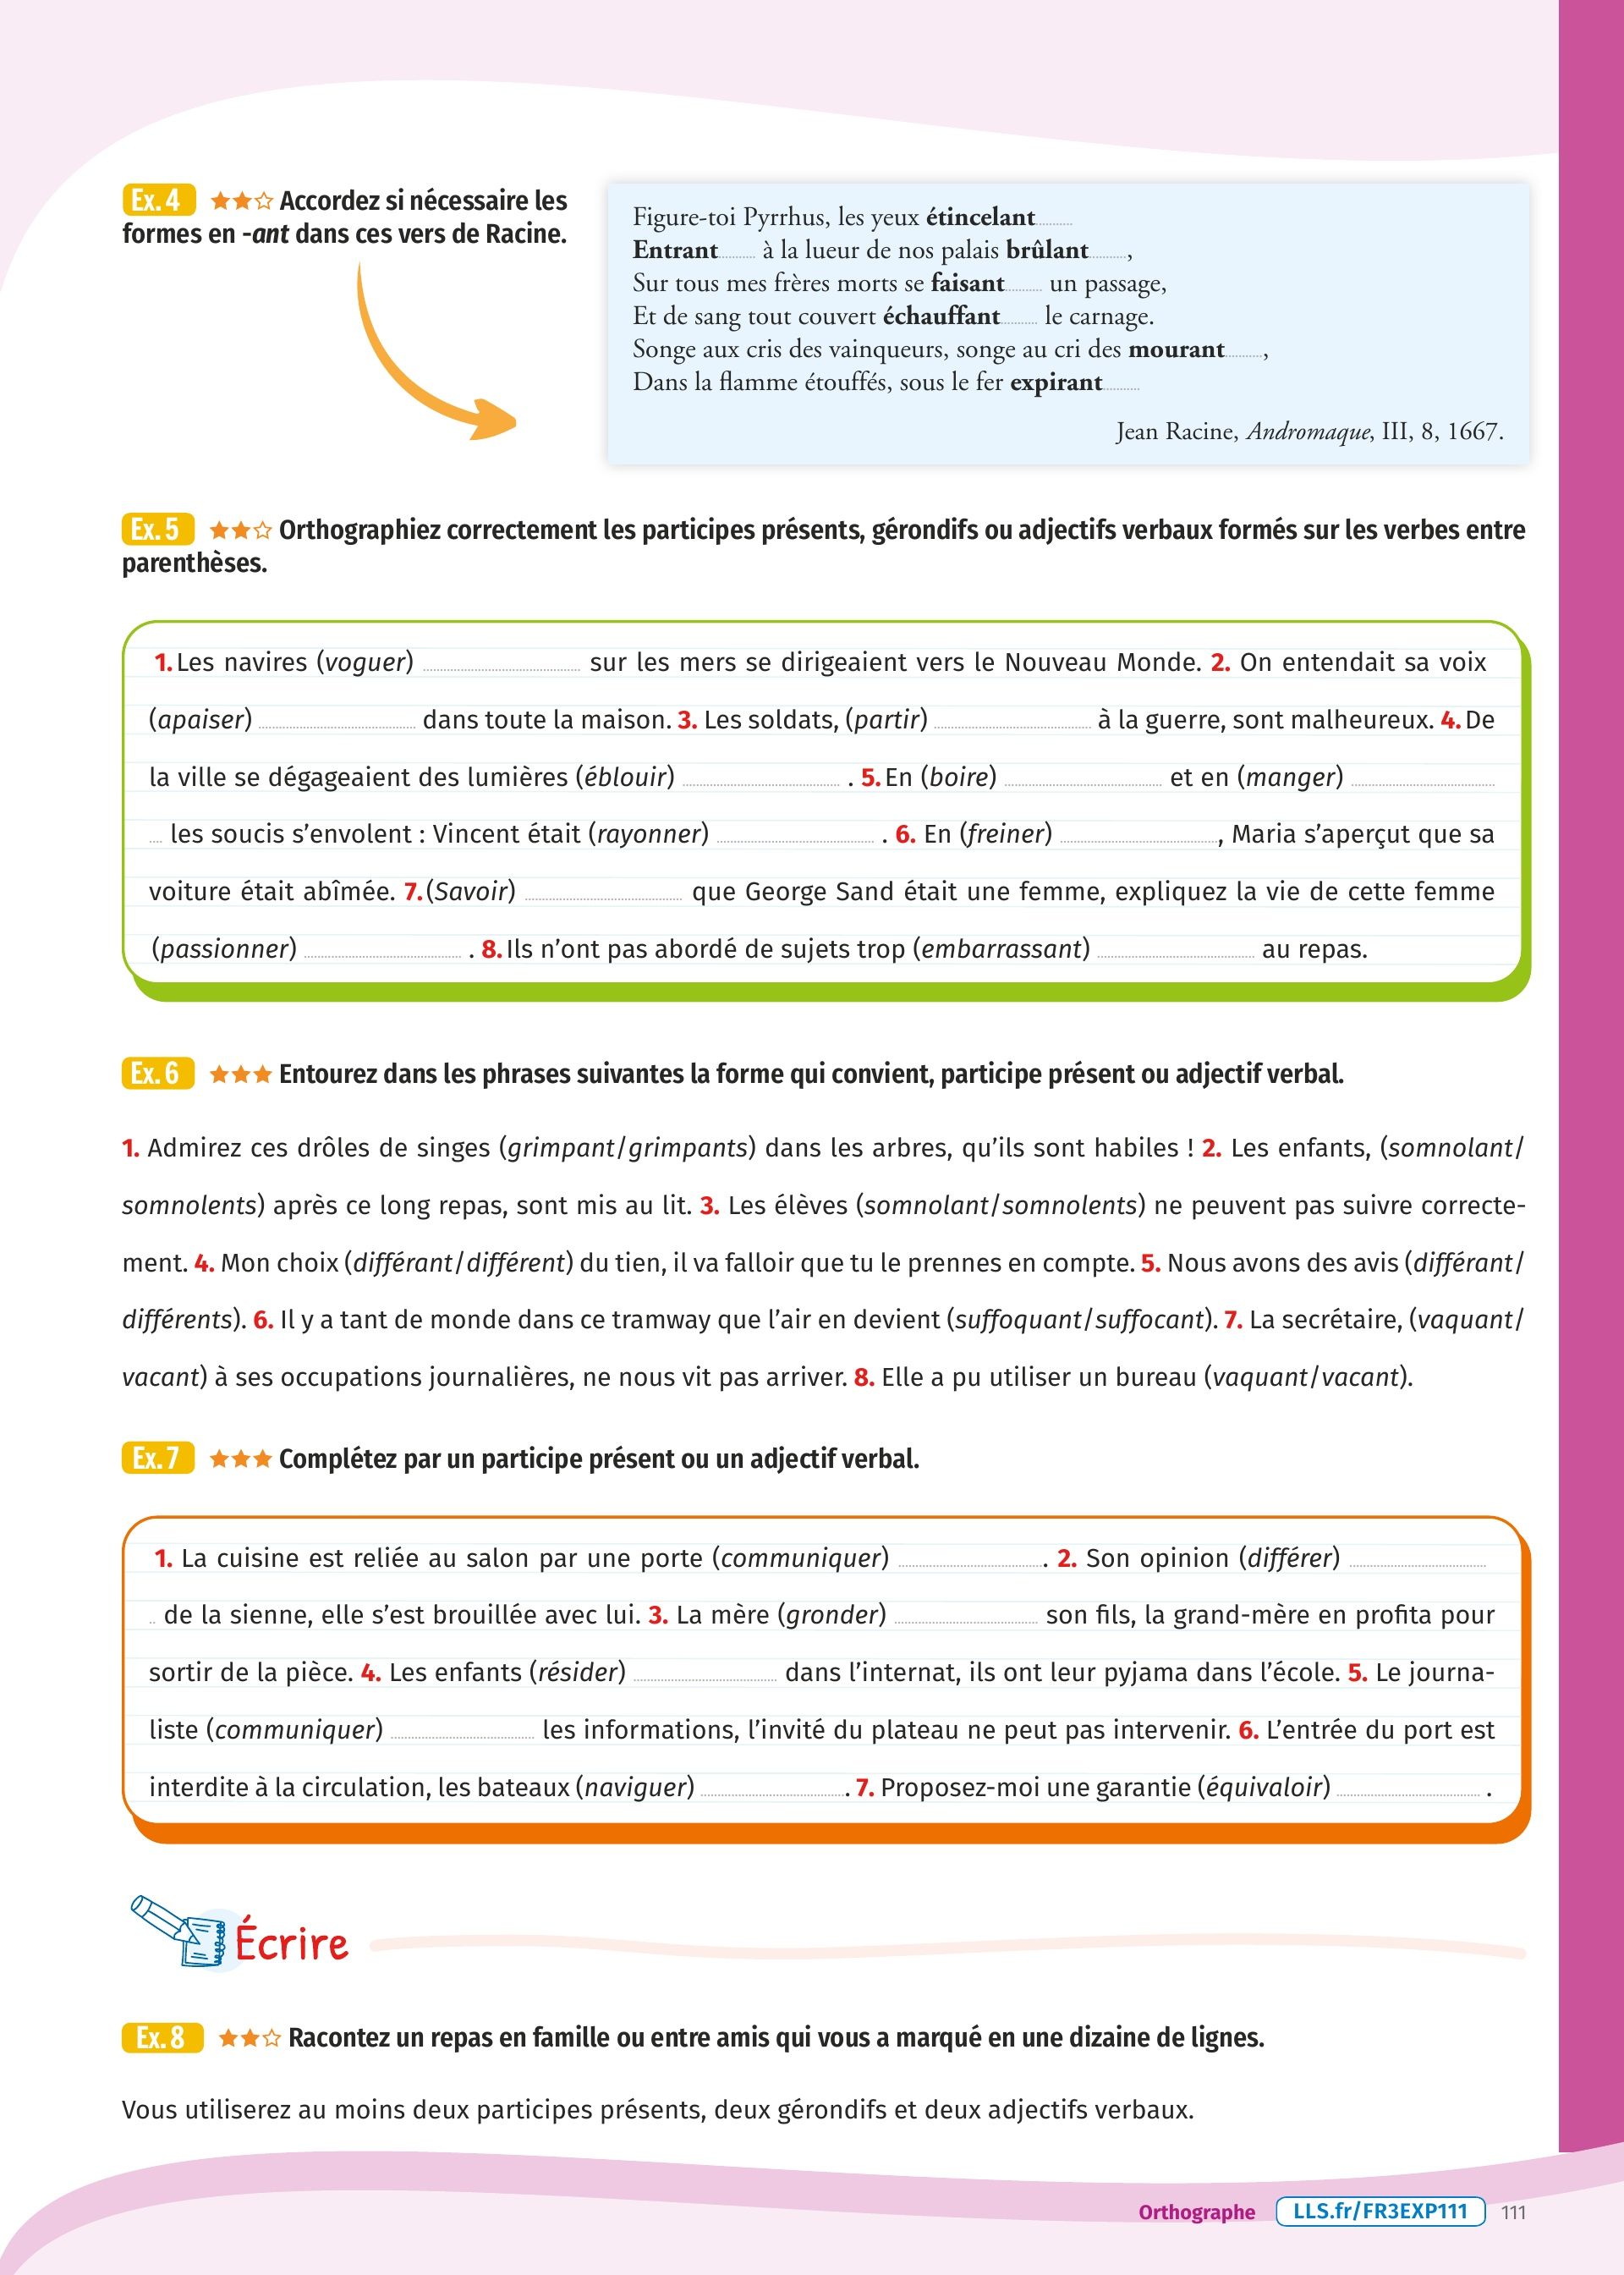 Ex. 4 ★★☆ Accordez si nécessaire les
formes en -ant dans ces vers de Racine.
Figure-toi Pyrrhus, les yeux étincelant..........
Entrant.......... à la lueur de nos palais brûlant..........,
Sur tous mes frères morts se faisant.......... un passage,
Et de sang tout couvert échauffant.......... le carnage.
Songe aux cris des vainqueurs, songe au cri des mourant..........,
Dans la flamme étouffés, sous le fer expirant..........
Jean Racine, Andromaque, III, 8, 1667.
Ex. 5 ★★☆ Orthographiez correctement les participes présents, gérondifs ou adjectifs verbaux formés sur les verbes entre
parenthèses.
1. Les navires (voguer) .................... sur les mers se dirigeaient vers le Nouveau Monde. 2. On entendait sa voix
(apaiser) .................... dans toute la maison. 3. Les soldats, (partir) .................... à la guerre, sont malheureux. 4. De
la ville se dégageaient des lumières (éblouir) .................... . 5. En (boire) .................... et en (manger) ....................
... les soucis s'envolent : Vincent était (rayonner) .................... . 6. En (freiner) ...................., Maria s'aperçut que sa
voiture était abîmée. 7. (Savoir) .................... que George Sand était une femme, expliquez la vie de cette femme
(passionner) .................... . 8. Ils n'ont pas abordé de sujets trop (embarrassant) .................... au repas.
Ex. 6 ★★★ Entourez dans les phrases suivantes la forme qui convient, participe présent ou adjectif verbal.
1. Admirez ces drôles de singes (grimpant/grimpants) dans les arbres, qu'ils sont habiles ! 2. Les enfants, (somnolant/
somnolents) après ce long repas, sont mis au lit. 3. Les élèves (somnolant/somnolents) ne peuvent pas suivre correcte-
ment. 4. Mon choix (différant/différent) du tien, il va falloir que tu le prennes en compte. 5. Nous avons des avis (différant/
différents). 6. Il y a tant de monde dans ce tramway que l'air en devient (suffoquant/suffocant). 7. La secrétaire, (vaquant/
vacant) à ses occupations journalières, ne nous vit pas arriver. 8. Elle a pu utiliser un bureau (vaquant/vacant).
Ex. 7 ★★★ Complétez par un participe présent ou un adjectif verbal.
1. La cuisine est reliée au salon par une porte (communiquer) .................... . 2. Son opinion (différer) ....................
.. de la sienne, elle s'est brouillée avec lui. 3. La mère (gronder) .................... son fils, la grand-mère en profita pour
sortir de la pièce. 4. Les enfants (résider) .................... dans l'internat, ils ont leur pyjama dans l'école. 5. Le journa-
liste (communiquer) .................... les informations, l'invité du plateau ne peut pas intervenir. 6. L'entrée du port est
interdite à la circulation, les bateaux (naviguer) .................... . 7. Proposez-moi une garantie (équivaloir) .................... .
Écrire
Ex. 8 ★★☆ Racontez un repas en famille ou entre amis qui vous a marqué en une dizaine de lignes.
Vous utiliserez au moins deux participes présents, deux gérondifs et deux adjectifs verbaux.
Orthographe LLS.fr/FR3EXP111 111